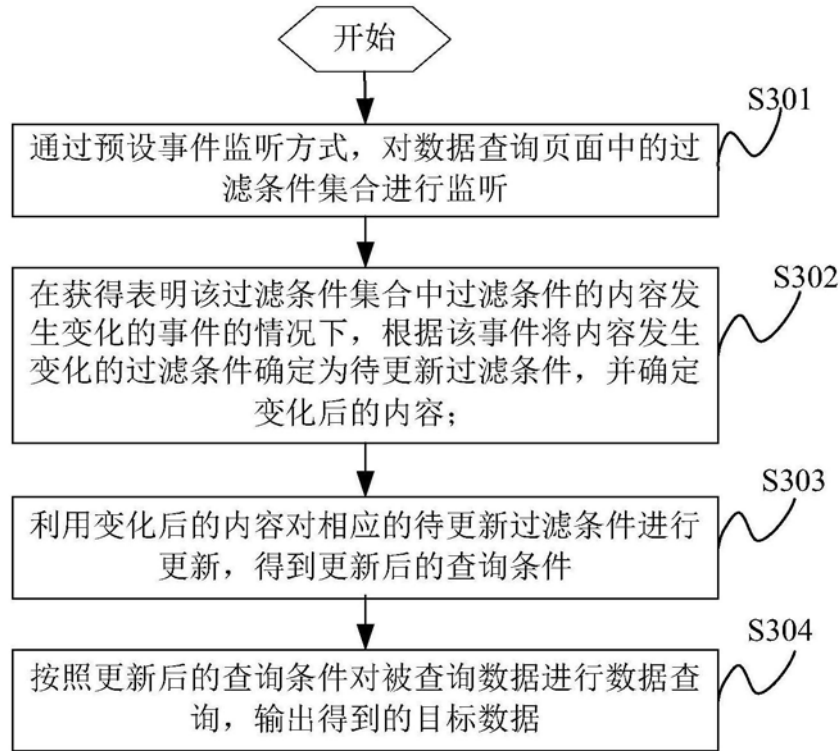 开始
S301
通过预设事件监听方式，对数据查询页面中的过
滤条件集合进行监听
S302
在获得表明该过滤条件集合中过滤条件的内容发
生变化的事件的情况下，根据该事件将内容发生
变化的过滤条件确定为待更新过滤条件，并确定
变化后的内容；
S303
利用变化后的内容对相应的待更新过滤条件进行
更新，得到更新后的查询条件
S304
按照更新后的查询条件对被查询数据进行数据查
询，输出得到的目标数据